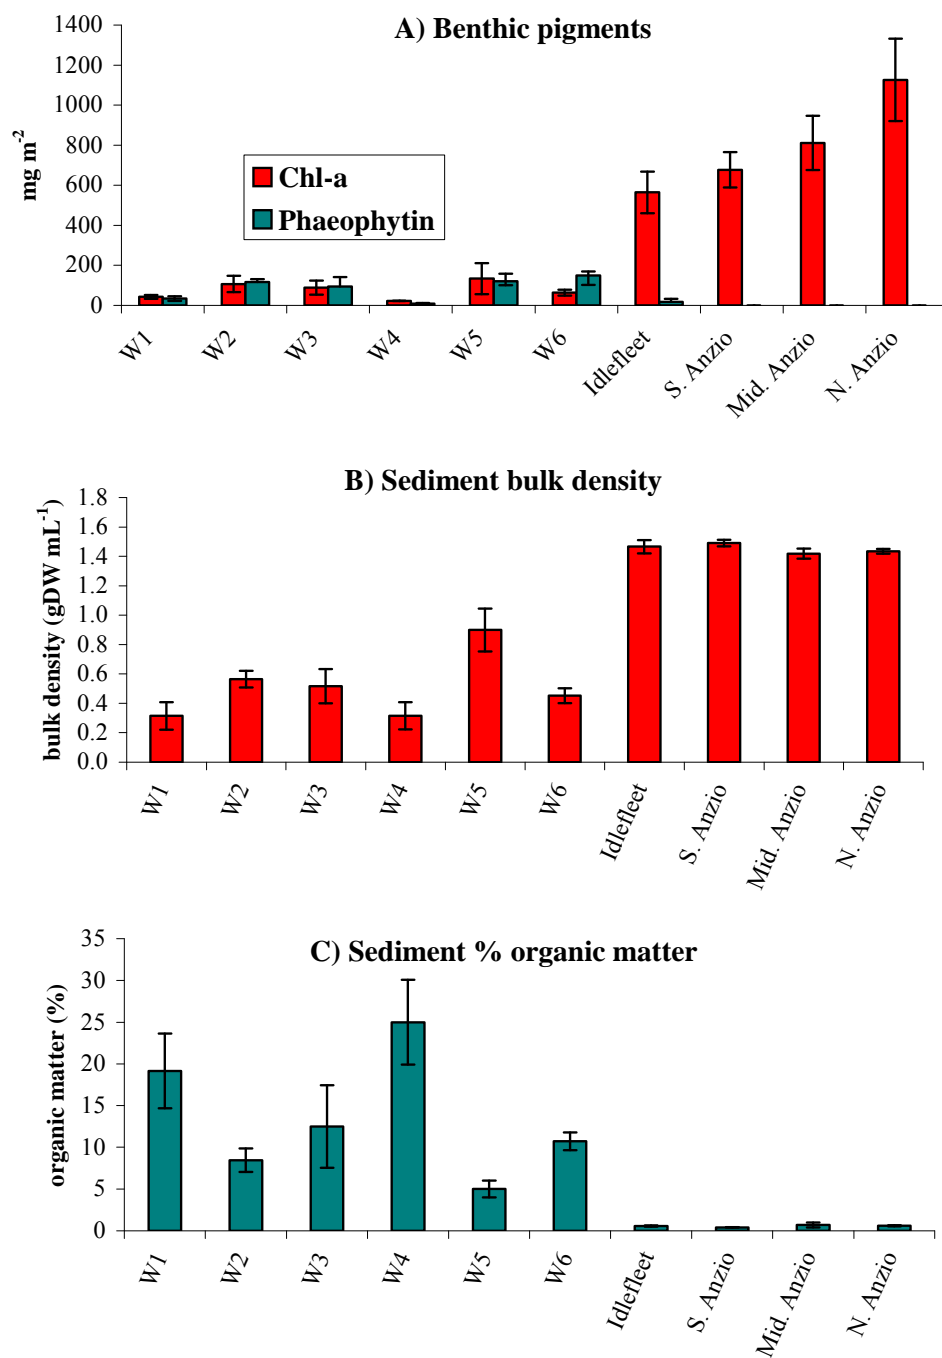 A) Benthic pigments
1400
1200
1000
800
600
400
200
0
mg m⁻²
Chl-a
Phaeophytin
W1
W2
W3
W4
W5
W6
Idlefleet
S. Anzio
Mid. Anzio
N. Anzio
B) Sediment bulk density
1.8
1.6
1.4
1.2
1.0
0.8
0.6
0.4
0.2
0.0
bulk density (gDW mL⁻¹)
W1
W2
W3
W4
W5
W6
Idlefleet
S. Anzio
Mid. Anzio
N. Anzio
C) Sediment % organic matter
35
30
25
20
15
10
5
0
organic matter (%)
W1
W2
W3
W4
W5
W6
Idlefleet
S. Anzio
Mid. Anzio
N. Anzio